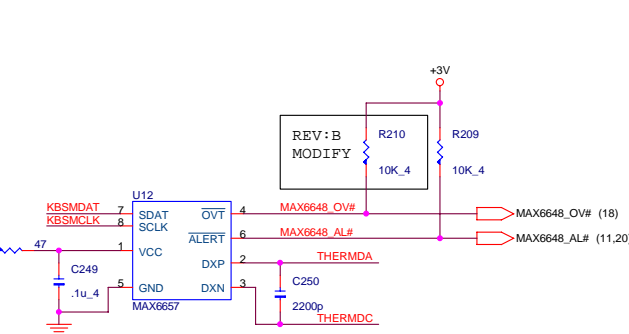 +3V
REV:B
MODIFY
R210
R209
10K_4
10K_4
U12
KBSMDAT
7
SDAT
OVT
4
MAX6648_OV#
MAX6648_OV# (18)
KBSMCLK
8
SCLK
ALERT
6
MAX6648_AL#
MAX6648_AL# (11,20)
47
1
VCC
DXP
2
THERMDA
C249
.1u_4
5
GND
DXN
3
C250
2200p
THERMDC
MAX6657